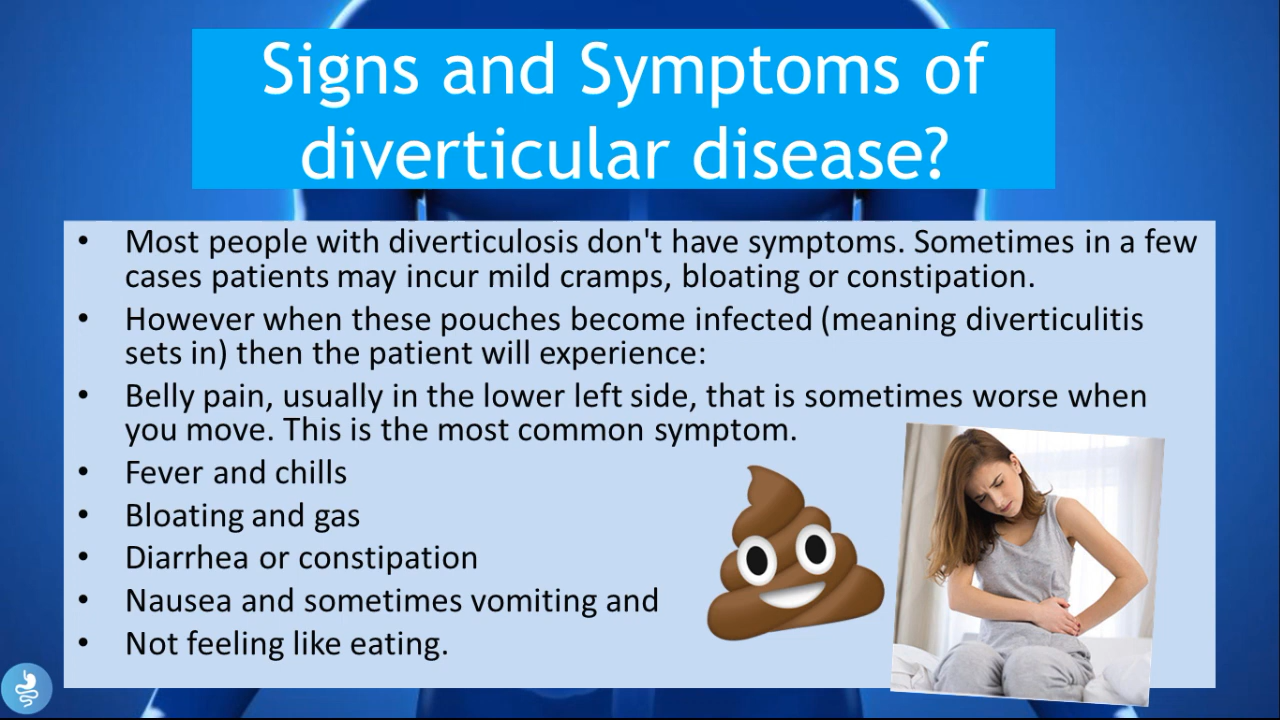 Signs and Symptoms of
diverticular disease?
• Most people with diverticulosis don't have symptoms. Sometimes in a few
cases patients may incur mild cramps, bloating or constipation.
• However when these pouches become infected (meaning diverticulitis
sets in) then the patient will experience:
• Belly pain, usually in the lower left side, that is sometimes worse when
you move. This is the most common symptom.
• Fever and chills
• Bloating and gas
• Diarrhea or constipation
• Nausea and sometimes vomiting and
• Not feeling like eating.